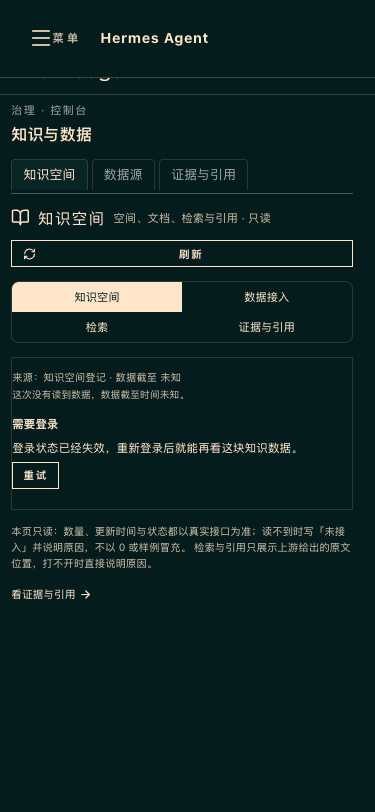 菜单 Hermes Agent
治理 · 控制台
知识与数据
知识空间 数据源 证据与引用
知识空间 空间、文档、检索与引用 · 只读
刷新
知识空间 数据接入
检索 证据与引用
来源: 知识空间登记 · 数据截至 未知
这次没有读到数据，数据截至时间未知。
需要登录
登录状态已经失效，重新登录后就能再看这块知识数据。
重试
本页只读：数量、更新时间与状态都以真实接口为准；读不到时写「未接
入」并说明原因，不以 0 或样例冒充。 检索与引用只展示上游给出的原文
位置，打不开时直接说明原因。
看证据与引用 →